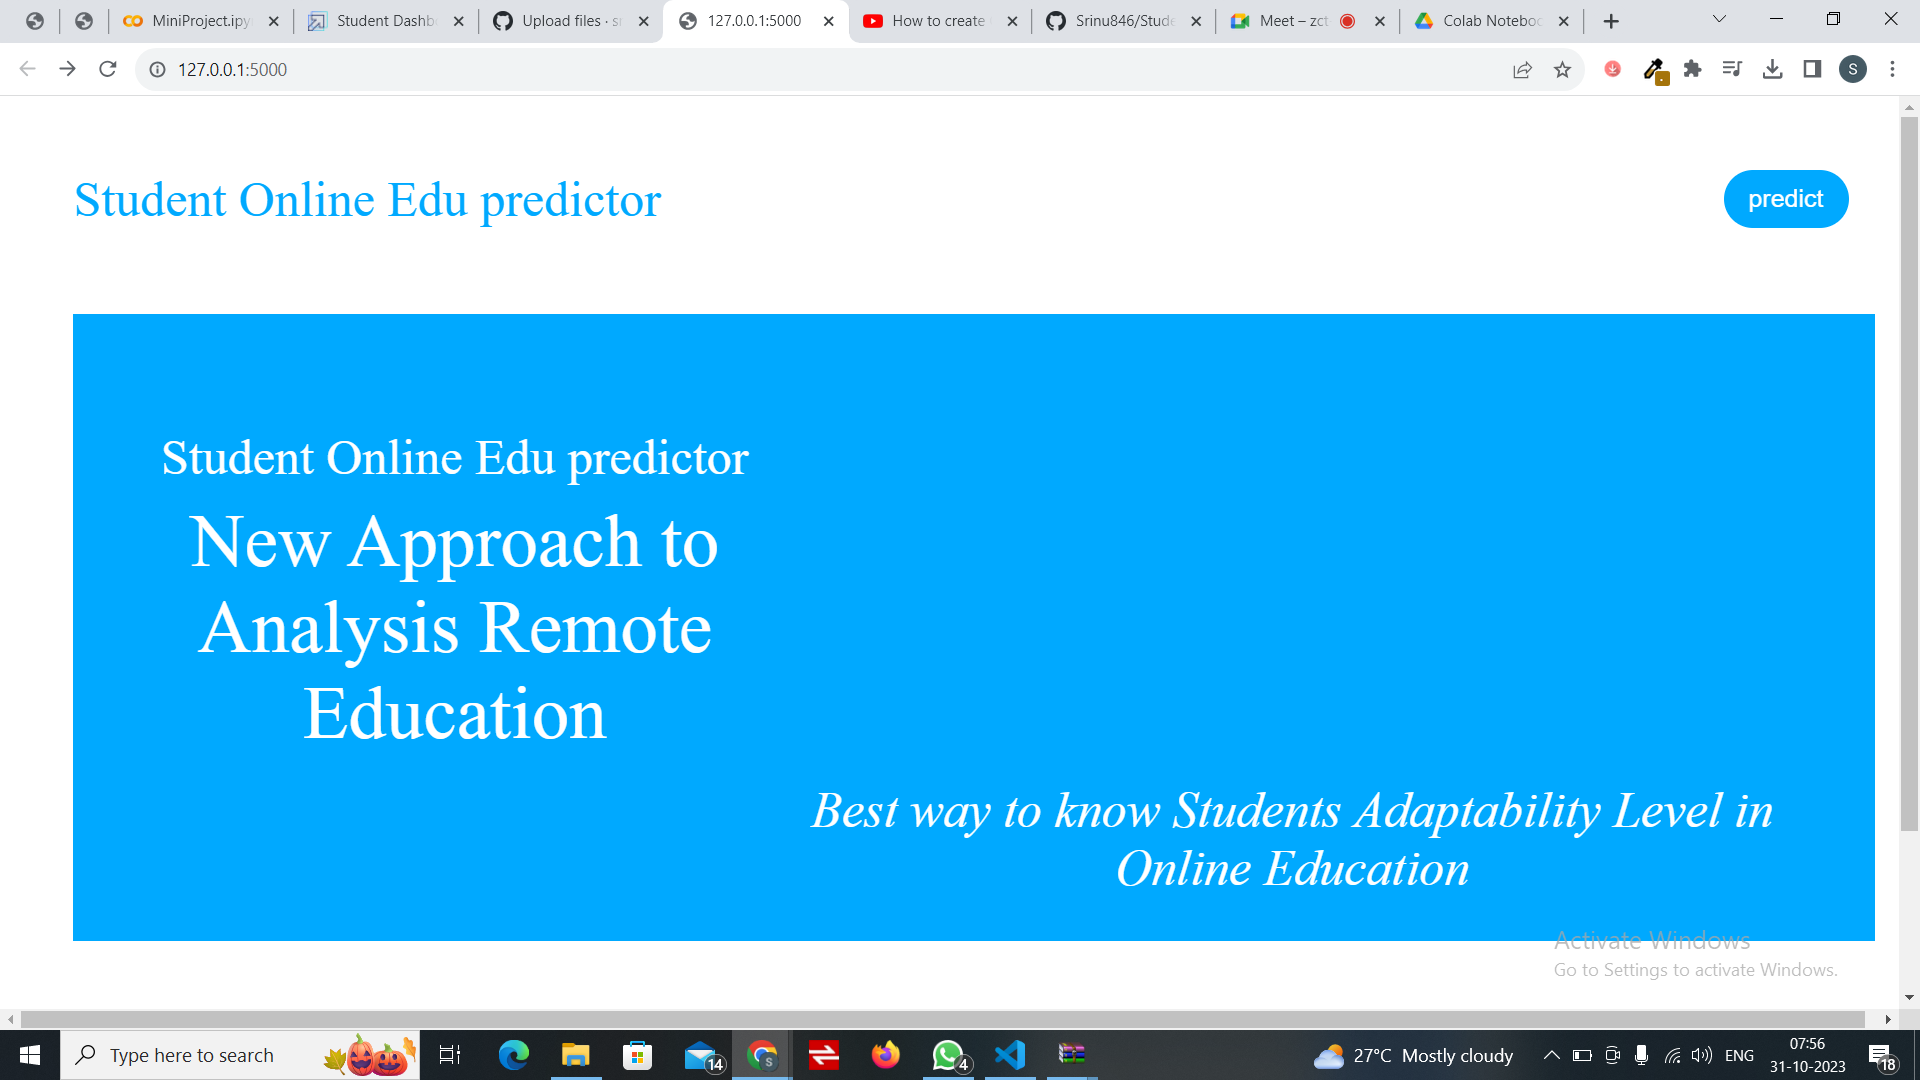 MiniProject.ipy
Student Dashb
Upload files · s
127.0.0.1:5000
How to create
Srinu846/Stude
Meet – zct
Colab Noteboo
127.0.0.1:5000
S
Student Online Edu predictor
predict
Student Online Edu predictor
New Approach to
Analysis Remote
Education
Best way to know Students Adaptability Level in
Online Education
Activate Windows
Go to Settings to activate Windows.
Type here to search
14
S
4
27°C Mostly cloudy
ENG
07:56
31-10-2023
18